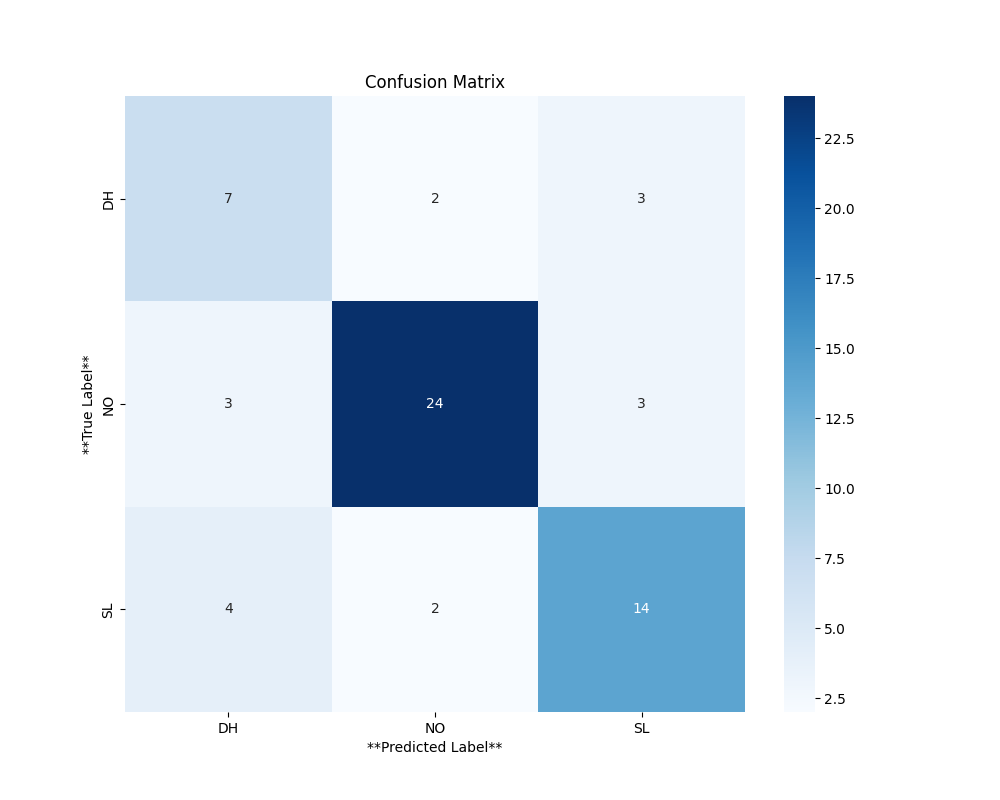 Confusion Matrix
DH 7 2 3
NO 3 24 3
SL 4 2 14
DH NO SL
**True Label**
**Predicted Label**
22.5
20.0
17.5
15.0
12.5
10.0
7.5
5.0
2.5